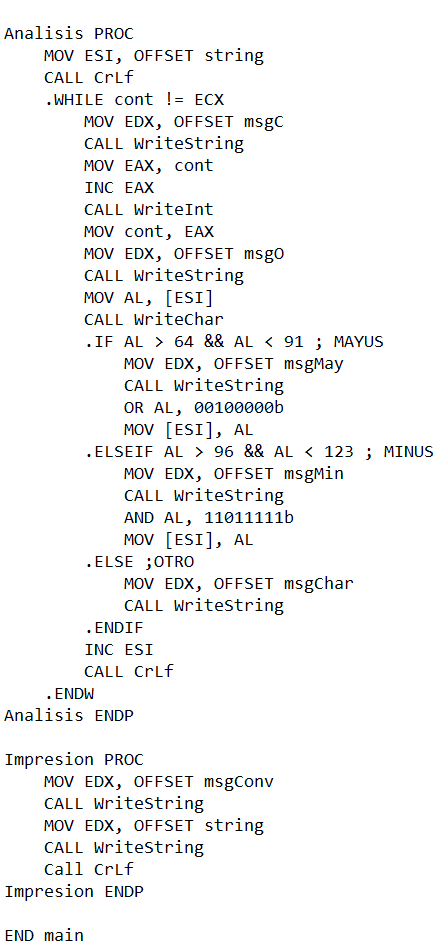 Analisis PROC
    MOV ESI, OFFSET string
    CALL CrLf
    .WHILE cont != ECX
        MOV EDX, OFFSET msgC
        CALL WriteString
        MOV EAX, cont
        INC EAX
        CALL WriteInt
        MOV cont, EAX
        MOV EDX, OFFSET msgO
        CALL WriteString
        MOV AL, [ESI]
        CALL WriteChar
        .IF AL > 64 && AL < 91 ; MAYUS
            MOV EDX, OFFSET msgMay
            CALL WriteString
            OR AL, 00100000b
            MOV [ESI], AL
        .ELSEIF AL > 96 && AL < 123 ; MINUS
            MOV EDX, OFFSET msgMin
            CALL WriteString
            AND AL, 11011111b
            MOV [ESI], AL
        .ELSE ;OTRO
            MOV EDX, OFFSET msgChar
            CALL WriteString
        .ENDIF
        INC ESI
        CALL CrLf
    .ENDW
Analisis ENDP

Impresion PROC
    MOV EDX, OFFSET msgConv
    CALL WriteString
    MOV EDX, OFFSET string
    CALL WriteString
    Call CrLf
Impresion ENDP

END main